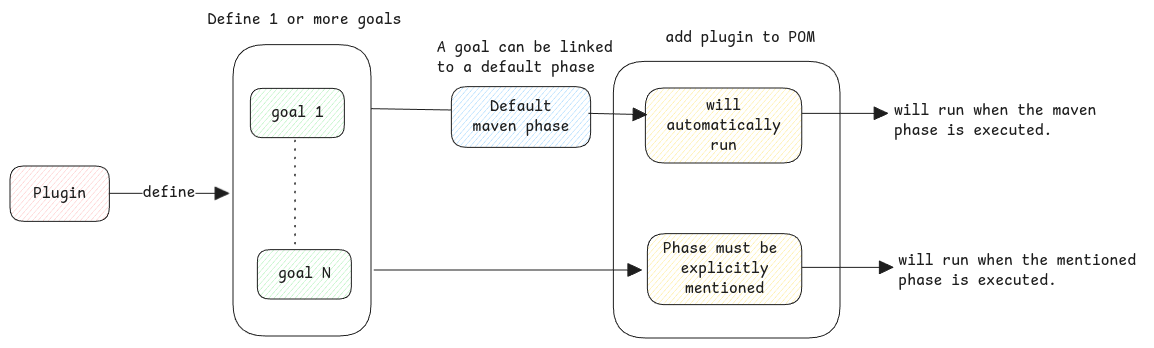 Define 1 or more goals
A goal can be linked
to a default phase
add plugin to POM
goal 1
Default
maven phase
will
automatically
run
will run when the maven
phase is executed.
Plugin
define
goal N
Phase must be
explicitly
mentioned
will run when the mentioned
phase is executed.